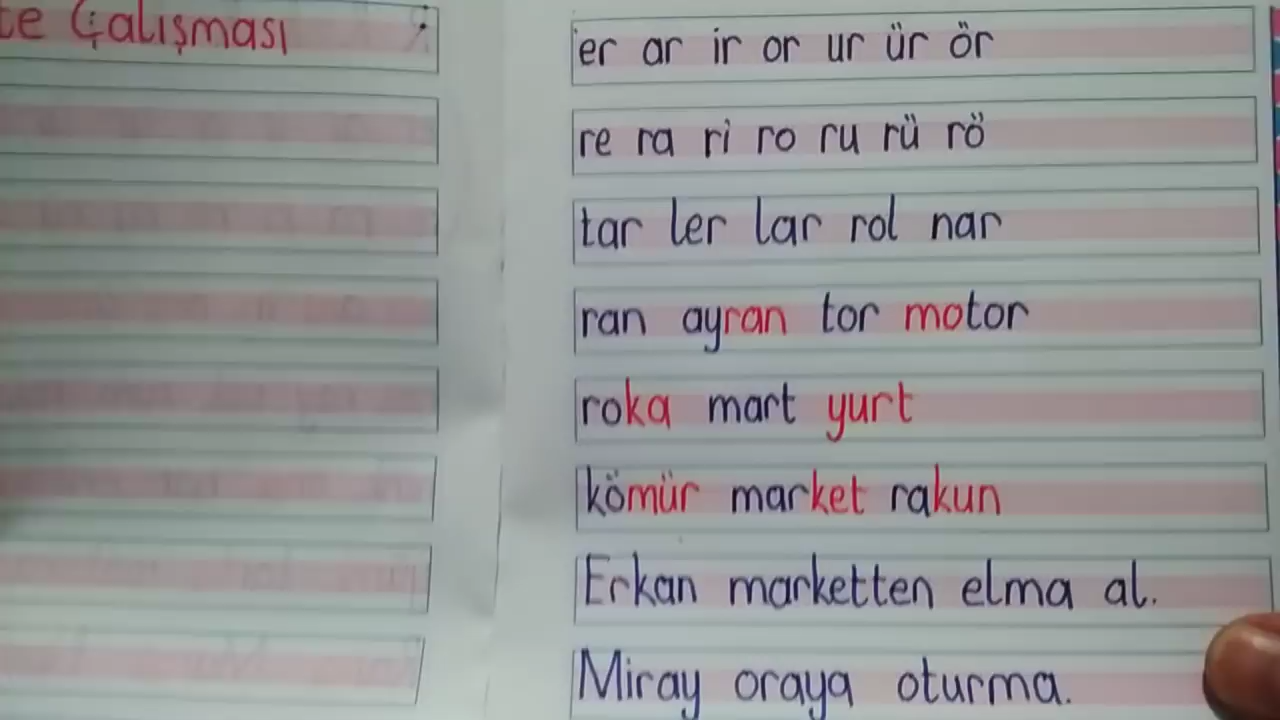 Çalışması
er ar ir or ur ür ör
re ra ri ro ru rü rö
tar ler lar rol nar
ran ayran tor motor
roka mart yurt
kömür market rakun
Erkan marketten elma al.
Miray oraya oturma.